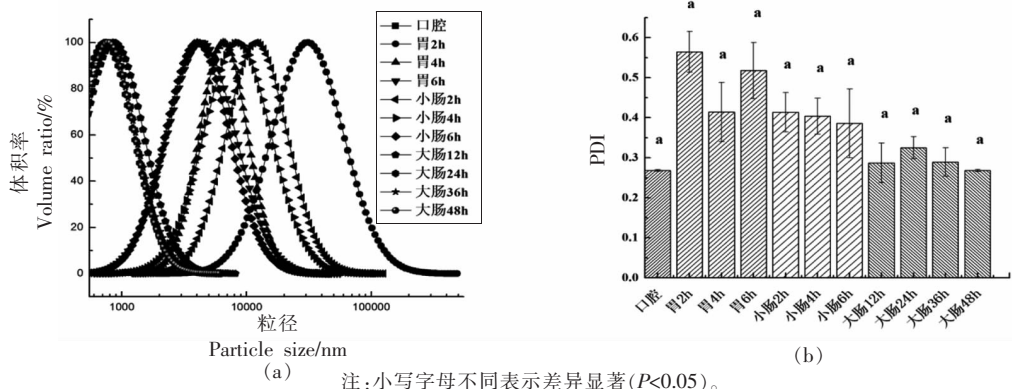 100
80
60
40
20
0
体积率
Volume ratio/%
口腔
胃2h
胃4h
胃6h
小肠2h
小肠4h
小肠6h
大肠12h
大肠24h
大肠36h
大肠48h
1000 10000 100000
粒径
Particle size/nm
(a)
0.6
0.5
0.4
0.3
0.2
0.1
0.0
PDI
a a a a a a a a a a a
口腔 胃2h 胃4h 胃6h 小肠2h 小肠4h 小肠6h 大肠12h 大肠24h 大肠36h 大肠48h
(b)
注:小写字母不同表示差异显著(P<0.05)。